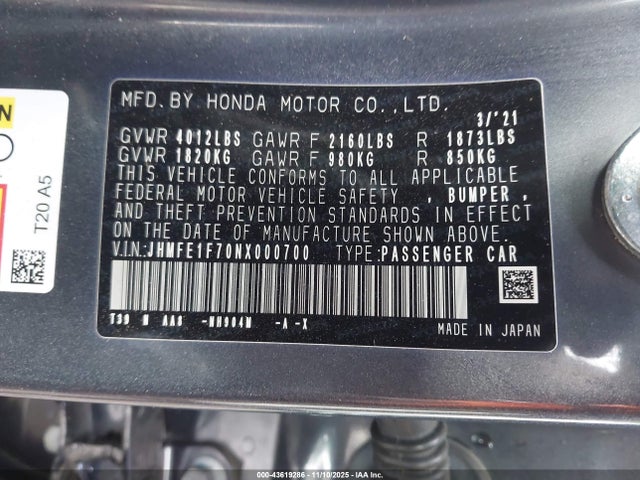 MFD. BY HONDA MOTOR CO., LTD.
3/'21
GVWR 4012LBS GAWR F 2160LBS R 1873LBS
GVWR 1820KG GAWR F 980KG R 850KG
THIS VEHICLE CONFORMS TO ALL APPLICABLE
FEDERAL MOTOR VEHICLE SAFETY , BUMPER ,
AND THEFT PREVENTION STANDARDS IN EFFECT
ON THE DATE OF MANUFACTURE SHOWN ABOVE.
VIN:JHMFE1F70NX000700 TYPE:PASSENGER CAR
-NH904M -A -X
MADE IN JAPAN
T20 A5
000-43619286 - 11/10/2025 - IAA Inc.